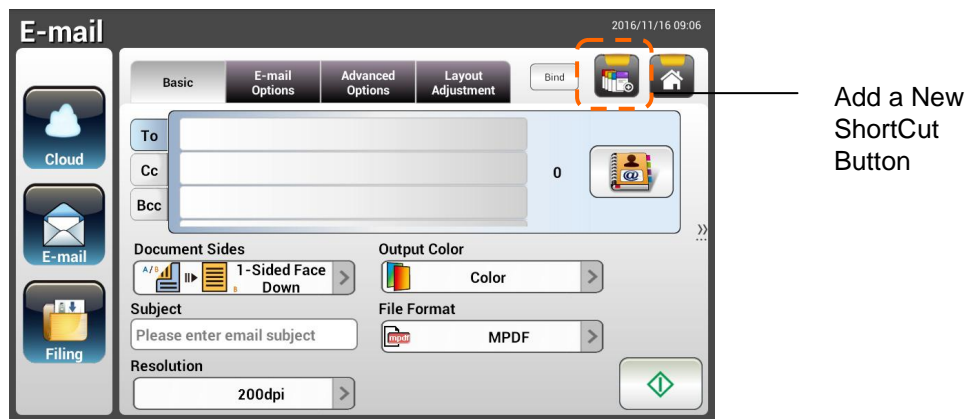 E-mail
2016/11/16 09:06
Basic
E-mail
Options
Advanced
Options
Layout
Adjustment
Bind
Add a New
ShortCut
Button
Cloud
E-mail
Filing
To
Cc
Bcc
0
@
Document Sides
Output Color
A/B
1-Sided Face
Down
B
Color
Subject
File Format
Please enter email subject
mpdf
MPDF
Resolution
200dpi